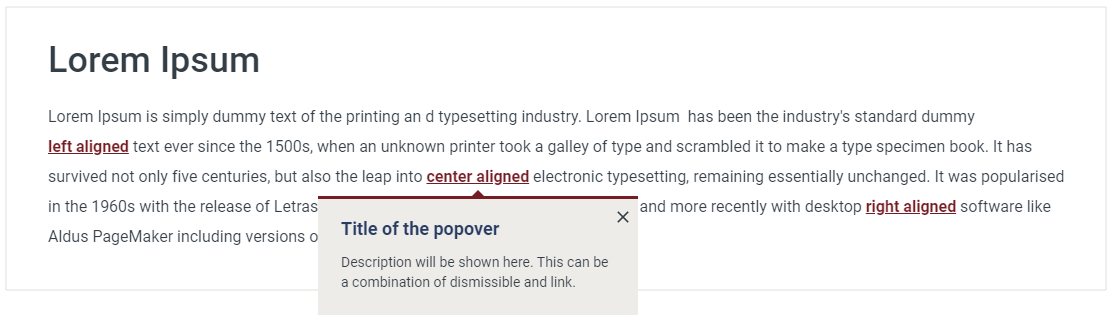 Lorem Ipsum
Lorem Ipsum is simply dummy text of the printing an d typesetting industry. Lorem Ipsum  has been the industry's standard dummy
left aligned text ever since the 1500s, when an unknown printer took a galley of type and scrambled it to make a type specimen book. It has
survived not only five centuries, but also the leap into center aligned electronic typesetting, remaining essentially unchanged. It was popularised
in the 1960s with the release of Letras and more recently with desktop right aligned software like
Aldus PageMaker including versions o
Title of the popover
Description will be shown here. This can be
a combination of dismissible and link.